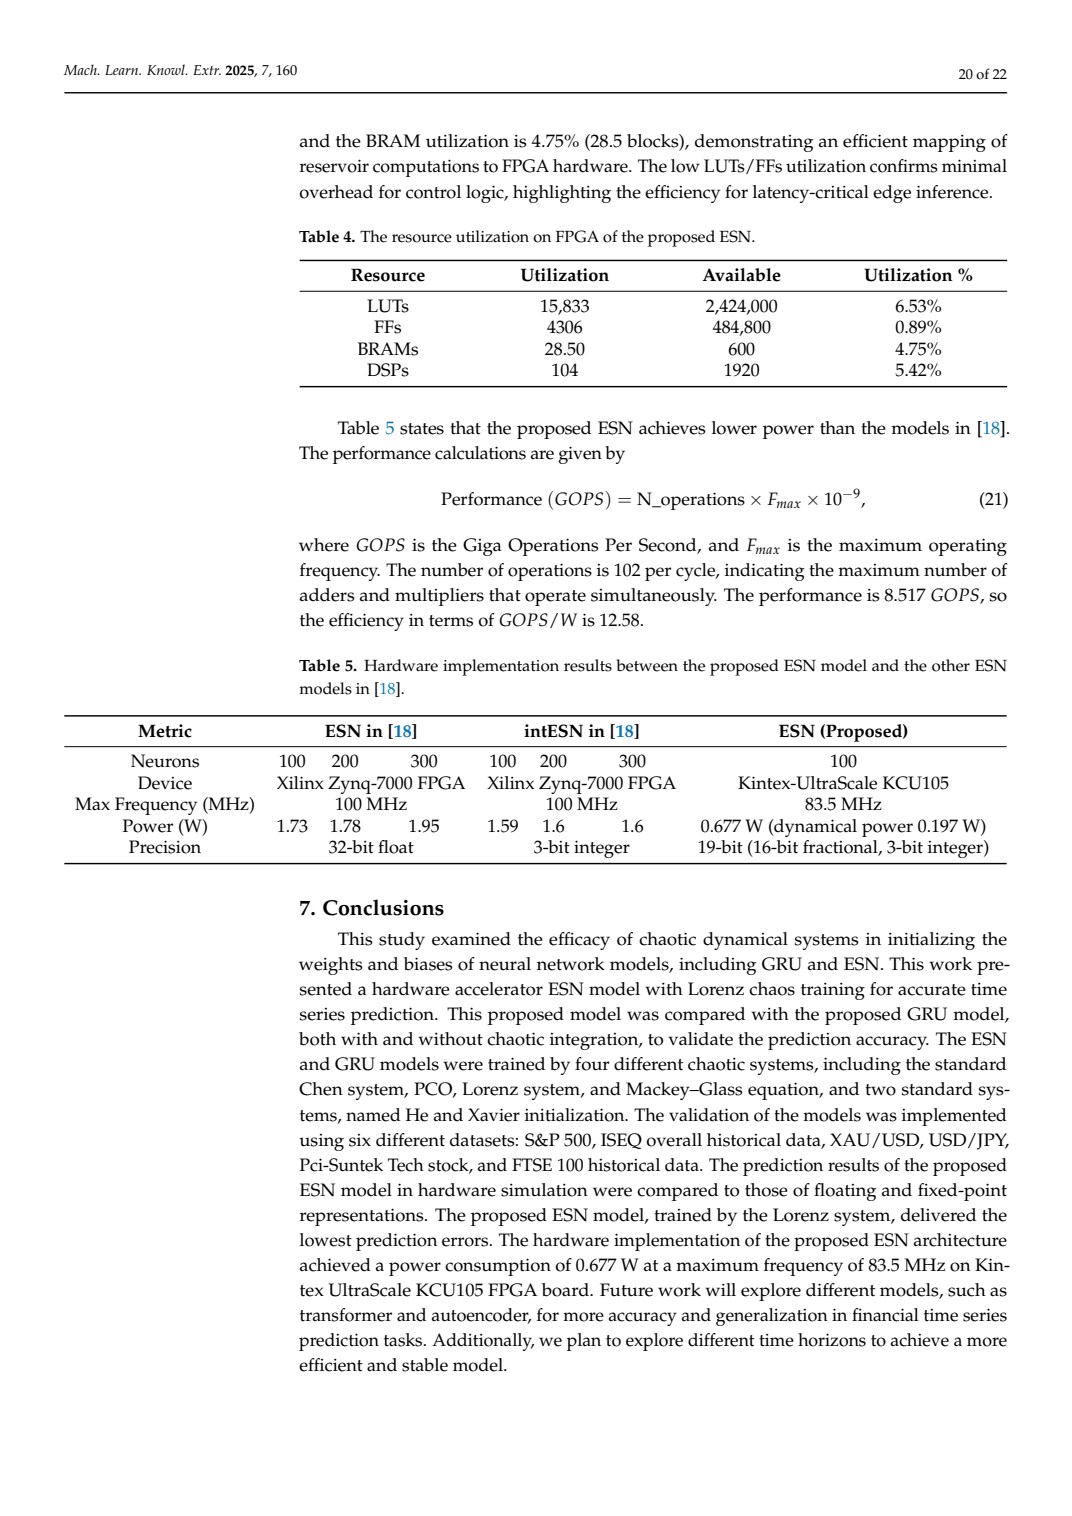 Mach. Learn. Knowl. Extr. 2025, 7, 160
20 of 22
and the BRAM utilization is 4.75% (28.5 blocks), demonstrating an efficient mapping of
reservoir computations to FPGA hardware. The low LUTs/FFs utilization confirms minimal
overhead for control logic, highlighting the efficiency for latency-critical edge inference.
Table 4. The resource utilization on FPGA of the proposed ESN.
Resource Utilization Available Utilization %
LUTs 15,833 2,424,000 6.53%
FFs 4306 484,800 0.89%
BRAMs 28.50 600 4.75%
DSPs 104 1920 5.42%
Table 5 states that the proposed ESN achieves lower power than the models in [18].
The performance calculations are given by
Performance (GOPS) = N_operations × Fmax × 10⁻⁹, (21)
where GOPS is the Giga Operations Per Second, and Fmax is the maximum operating
frequency. The number of operations is 102 per cycle, indicating the maximum number of
adders and multipliers that operate simultaneously. The performance is 8.517 GOPS, so
the efficiency in terms of GOPS/W is 12.58.
Table 5. Hardware implementation results between the proposed ESN model and the other ESN
models in [18].
Metric ESN in [18] intESN in [18] ESN (Proposed)
Neurons 100 200 300 100 200 300 100
Device Xilinx Zynq-7000 FPGA Xilinx Zynq-7000 FPGA Kintex-UltraScale KCU105
Max Frequency (MHz) 100 MHz 100 MHz 83.5 MHz
Power (W) 1.73 1.78 1.95 1.59 1.6 1.6 0.677 W (dynamical power 0.197 W)
Precision 32-bit float 3-bit integer 19-bit (16-bit fractional, 3-bit integer)
7. Conclusions
This study examined the efficacy of chaotic dynamical systems in initializing the
weights and biases of neural network models, including GRU and ESN. This work pre-
sented a hardware accelerator ESN model with Lorenz chaos training for accurate time
series prediction. This proposed model was compared with the proposed GRU model,
both with and without chaotic integration, to validate the prediction accuracy. The ESN
and GRU models were trained by four different chaotic systems, including the standard
Chen system, PCO, Lorenz system, and Mackey–Glass equation, and two standard sys-
tems, named He and Xavier initialization. The validation of the models was implemented
using six different datasets: S&P 500, ISEQ overall historical data, XAU/USD, USD/JPY,
Pci-Suntek Tech stock, and FTSE 100 historical data. The prediction results of the proposed
ESN model in hardware simulation were compared to those of floating and fixed-point
representations. The proposed ESN model, trained by the Lorenz system, delivered the
lowest prediction errors. The hardware implementation of the proposed ESN architecture
achieved a power consumption of 0.677 W at a maximum frequency of 83.5 MHz on Kin-
tex UltraScale KCU105 FPGA board. Future work will explore different models, such as
transformer and autoencoder, for more accuracy and generalization in financial time series
prediction tasks. Additionally, we plan to explore different time horizons to achieve a more
efficient and stable model.